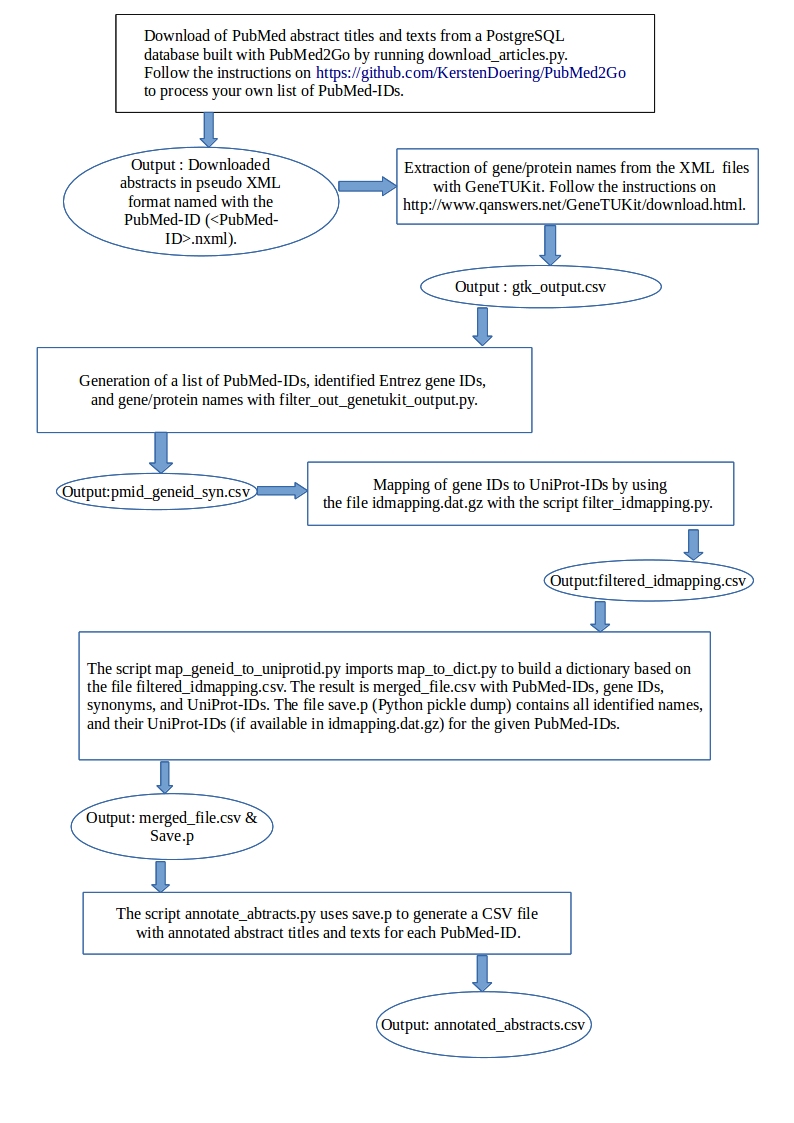 Download of PubMed abstract titles and texts from a PostgreSQL
database built with PubMed2Go by running download_articles.py.
Follow the instructions on https://github.com/KerstenDoering/PubMed2Go
to process your own list of PubMed-IDs.
Output : Downloaded
abstracts in pseudo XML
format named with the
PubMed-ID (<PubMed-
ID>.nxml).
Extraction of gene/protein names from the XML files
with GeneTUKit. Follow the instructions on
http://www.qanswers.net/GeneTUKit/download.html.
Output : gtk_output.csv
Generation of a list of PubMed-IDs, identified Entrez gene IDs,
and gene/protein names with filter_out_genetukit_output.py.
Output:pmid_geneid_syn.csv
Mapping of gene IDs to UniProt-IDs by using
the file idmapping.dat.gz with the script filter_idmapping.py.
Output:filtered_idmapping.csv
The script map_geneid_to_uniprotid.py imports map_to_dict.py to build a dictionary based on
the file filtered_idmapping.csv. The result is merged_file.csv with PubMed-IDs, gene IDs,
synonyms, and UniProt-IDs. The file save.p (Python pickle dump) contains all identified names,
and their UniProt-IDs (if available in idmapping.dat.gz) for the given PubMed-IDs.
Output: merged_file.csv &
Save.p
The script annotate_abtracts.py uses save.p to generate a CSV file
with annotated abstract titles and texts for each PubMed-ID.
Output: annotated_abstracts.csv